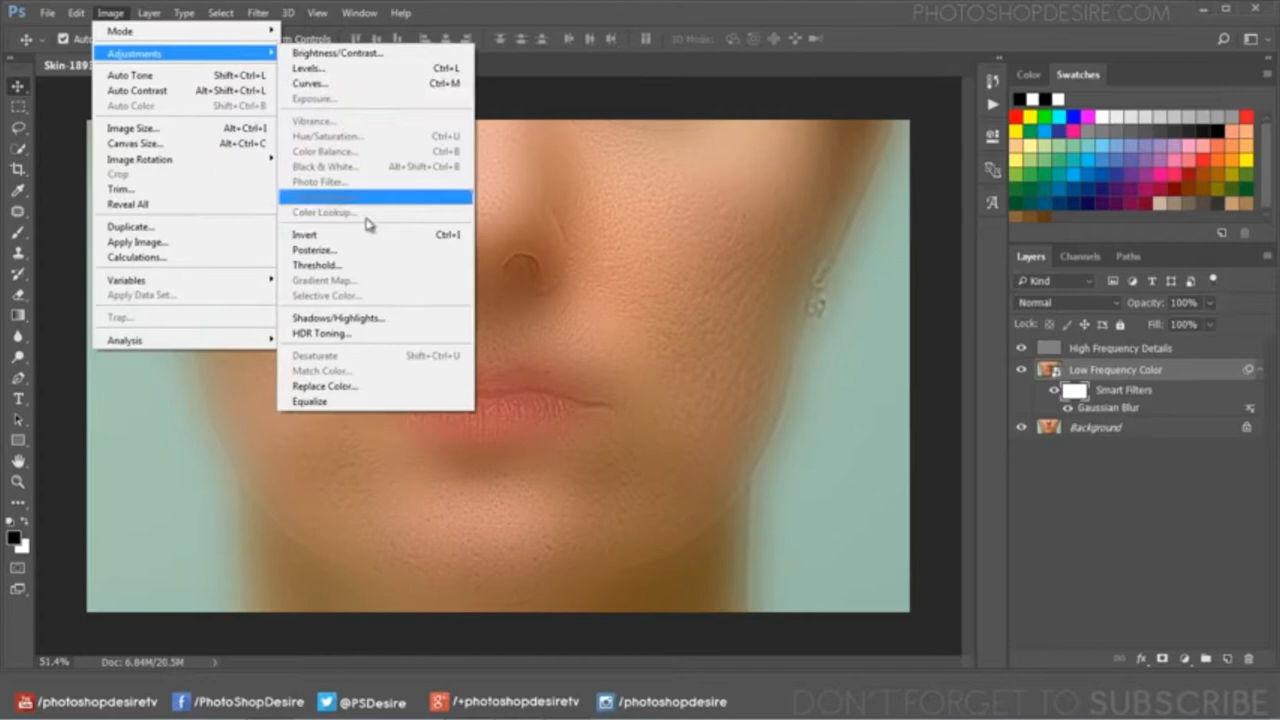 PHOTOSHOPDESIRE.COM
Ps File Edit Image Layer Type Select Filter 3D View Window Help
Auto
rm Controls
3D Mode:
Skin-189
Mode
Adjustments
Auto Tone Shift+Ctrl+L
Auto Contrast Alt+Shift+Ctrl+L
Auto Color Shift+Ctrl+B
Image Size... Alt+Ctrl+I
Canvas Size... Alt+Ctrl+C
Image Rotation
Crop
Trim...
Reveal All
Duplicate...
Apply Image...
Calculations...
Variables
Apply Data Set...
Trap...
Analysis
Brightness/Contrast...
Levels... Ctrl+L
Curves... Ctrl+M
Exposure...
Vibrance...
Hue/Saturation... Ctrl+U
Color Balance... Ctrl+B
Black & White... Alt+Shift+Ctrl+B
Photo Filter...
Color Lookup...
Invert Ctrl+I
Posterize...
Threshold...
Gradient Map...
Selective Color...
Shadows/Highlights...
HDR Toning...
Desaturate Shift+Ctrl+U
Match Color...
Replace Color...
Equalize
Color Swatches
Layers Channels Paths
Kind
Normal Opacity: 100%
Lock: Fill: 100%
High Frequency Details
Low Frequency Color
Smart Filters
Gaussian Blur
Background
fx
51.4% Doc: 6.84M/20.5M
/photoshopdesiretv /PhotoShopDesire @PSDesire /+photoshopdesiretv /photoshopdesire
DON'T FORGET TO SUBSCRIBE